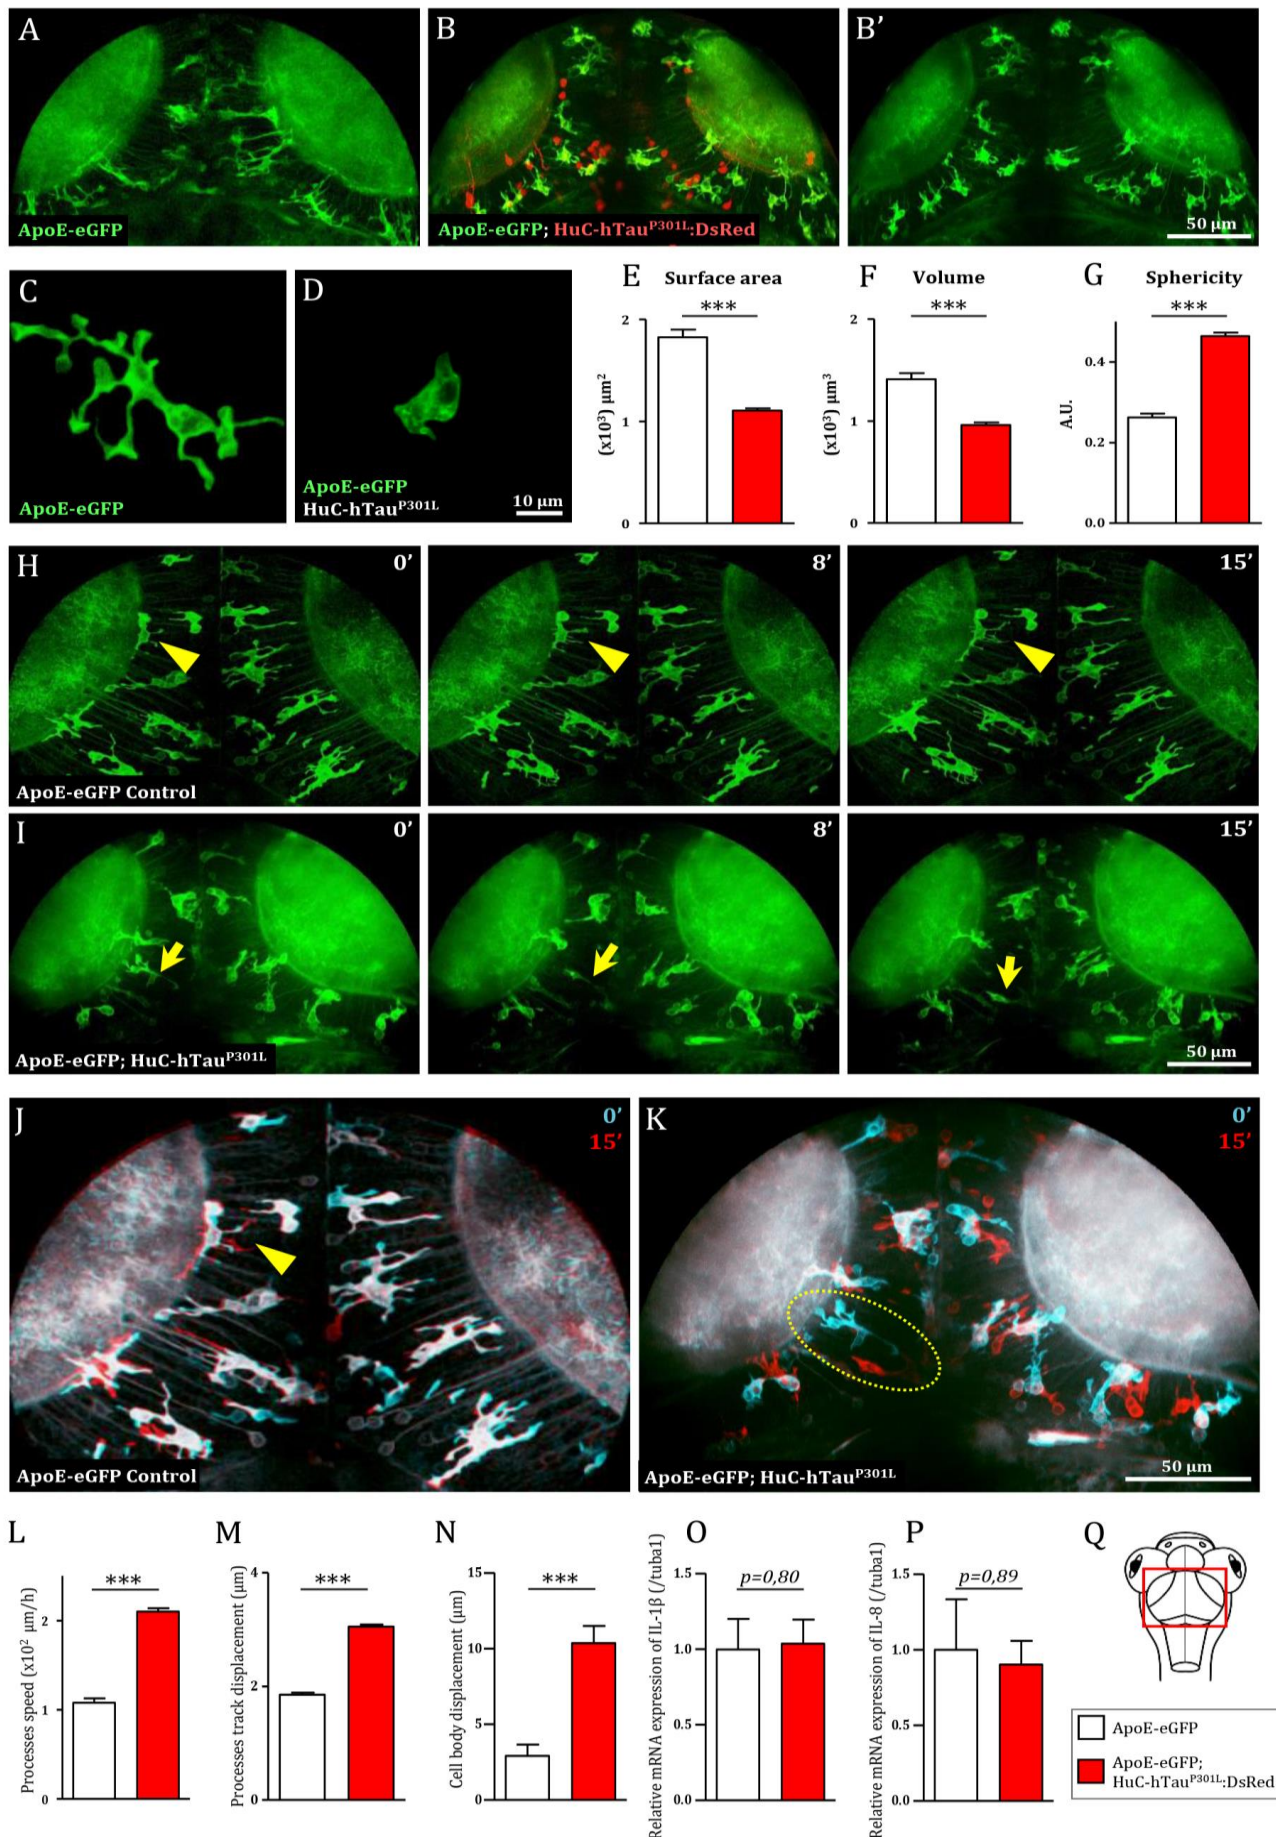 A
ApoE-eGFP
B
ApoE-eGFP; HuC-hTauP301L:DsRed
B’
50 µm
C
ApoE-eGFP
D
ApoE-eGFP
HuC-hTauP301L
10 µm
E
Surface area
***
(x10³) µm²
2
1
0
F
Volume
***
(x10³) µm³
2
1
0
G
Sphericity
***
A.U.
0.4
0.2
0.0
H
0’
ApoE-eGFP Control
8’
15’
I
0’
ApoE-eGFP; HuC-hTauP301L
8’
15’
50 µm
J
0’
15’
ApoE-eGFP Control
K
0’
15’
ApoE-eGFP; HuC-hTauP301L
50 µm
L
***
Processes speed (x10² µm/h)
2
1
0
M
***
Processes track displacement (µm)
4
2
0
N
***
Cell body displacement (µm)
15
10
5
0
O
p=0,80
Relative mRNA expression of IL-1β (/tuba1)
1.5
1.0
0.5
0.0
P
p=0,89
Relative mRNA expression of IL-8 (/tuba1)
1.5
1.0
0.5
0.0
Q
ApoE-eGFP
ApoE-eGFP;
HuC-hTauP301L:DsRed